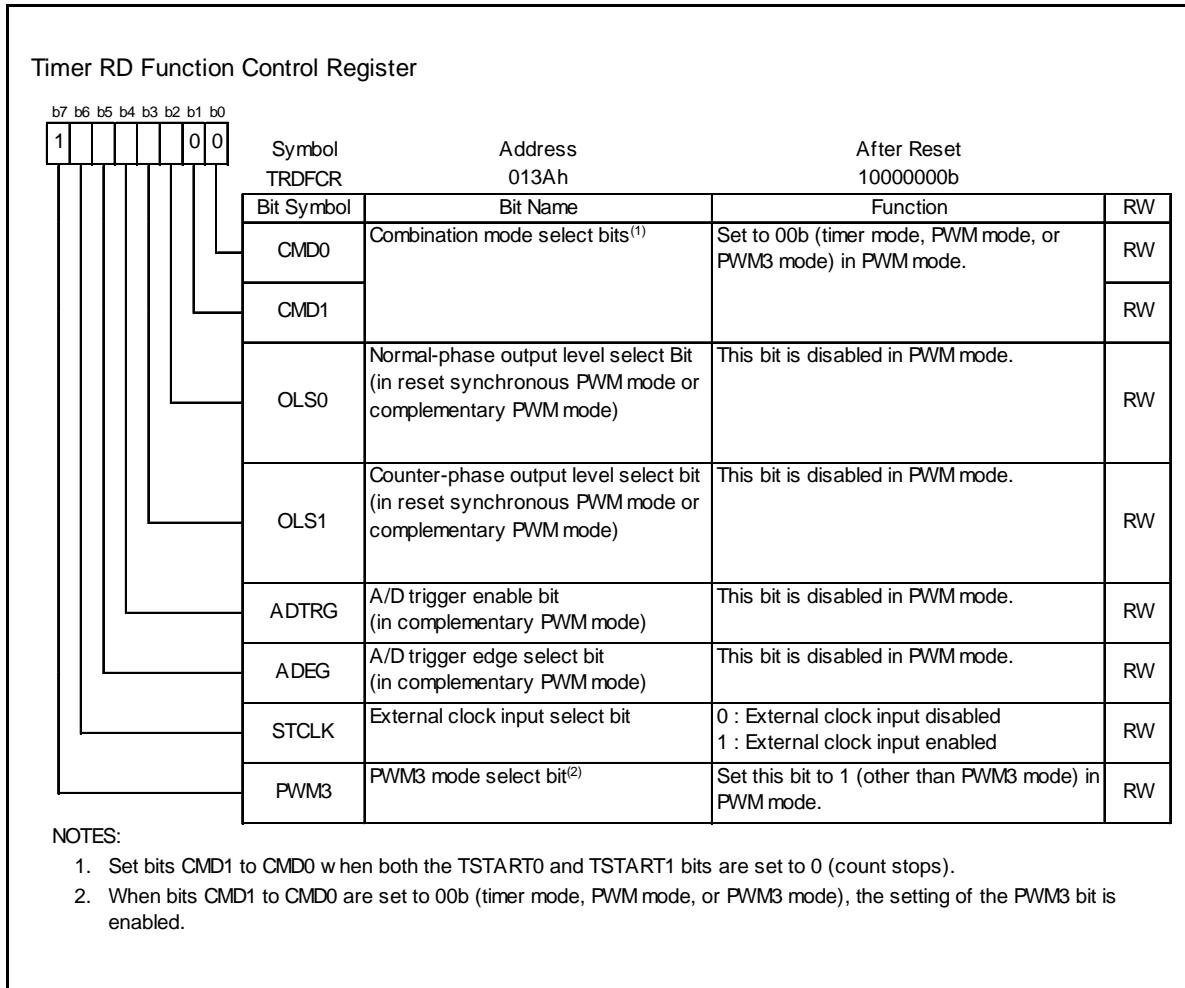 Timer RD Function Control Register
b7 b6 b5 b4 b3 b2 b1 b0
1 0 0
Symbol Address After Reset
TRDFCR 013Ah 10000000b
Bit Symbol Bit Name Function RW
CMD0 Combination mode select bits(1) Set to 00b (timer mode, PWM mode, or RW
PWM3 mode) in PWM mode.
CMD1 RW
Normal-phase output level select Bit This bit is disabled in PWM mode.
(in reset synchronous PWM mode or
OLS0 complementary PWM mode) RW
Counter-phase output level select bit This bit is disabled in PWM mode.
(in reset synchronous PWM mode or
OLS1 complementary PWM mode) RW
ADTRG A/D trigger enable bit This bit is disabled in PWM mode. RW
(in complementary PWM mode)
ADEG A/D trigger edge select bit This bit is disabled in PWM mode. RW
(in complementary PWM mode)
STCLK External clock input select bit 0 : External clock input disabled RW
1 : External clock input enabled
PWM3 PWM3 mode select bit(2) Set this bit to 1 (other than PWM3 mode) in RW
PWM mode.
NOTES:
1. Set bits CMD1 to CMD0 when both the TSTART0 and TSTART1 bits are set to 0 (count stops).
2. When bits CMD1 to CMD0 are set to 00b (timer mode, PWM mode, or PWM3 mode), the setting of the PWM3 bit is
enabled.